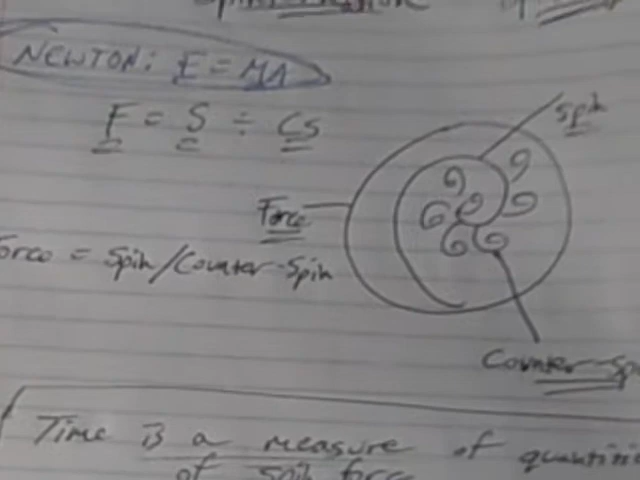 NEWTON: F = MA
F = S ÷ CS
Spin
Force
Force = Spin/Counter-Spin
Counter-Sp
Time is a measure of quantiti
of spin force